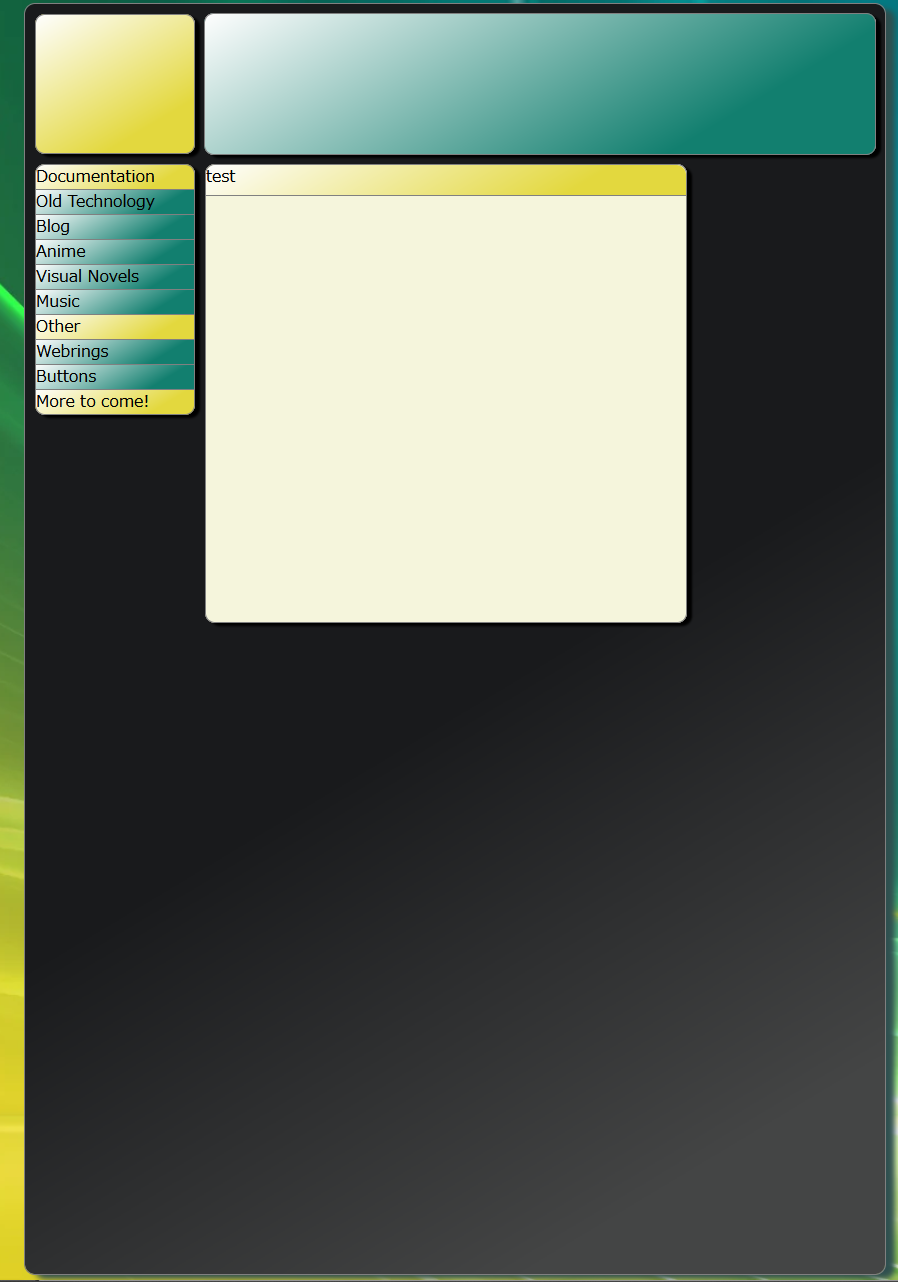 Documentation
Old Technology
Blog
Anime
Visual Novels
Music
Other
Webrings
Buttons
More to come!
test